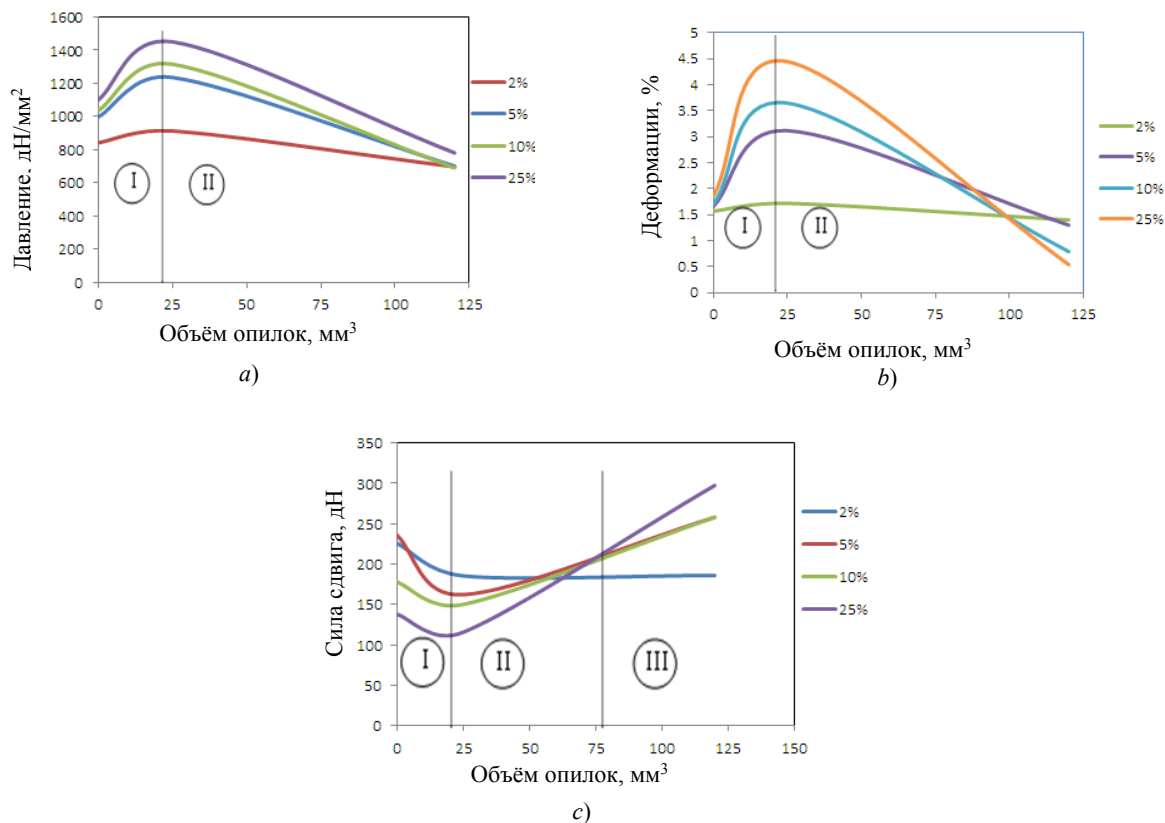 Давление. дН/мм²
1600
1400
1200
1000
800
600
400
200
0
0 25 50 75 100 125
I II
2%
5%
10%
25%
Объём опилок, мм³
a)
Деформации, %
5
4.5
4
3.5
3
2.5
2
1.5
1
0.5
0
0 25 50 75 100 125
I II
2%
5%
10%
25%
Объём опилок, мм³
b)
Сила сдвига, дН
350
300
250
200
150
100
50
0
0 25 50 75 100 125 150
I II III
2%
5%
10%
25%
Объём опилок, мм³
c)